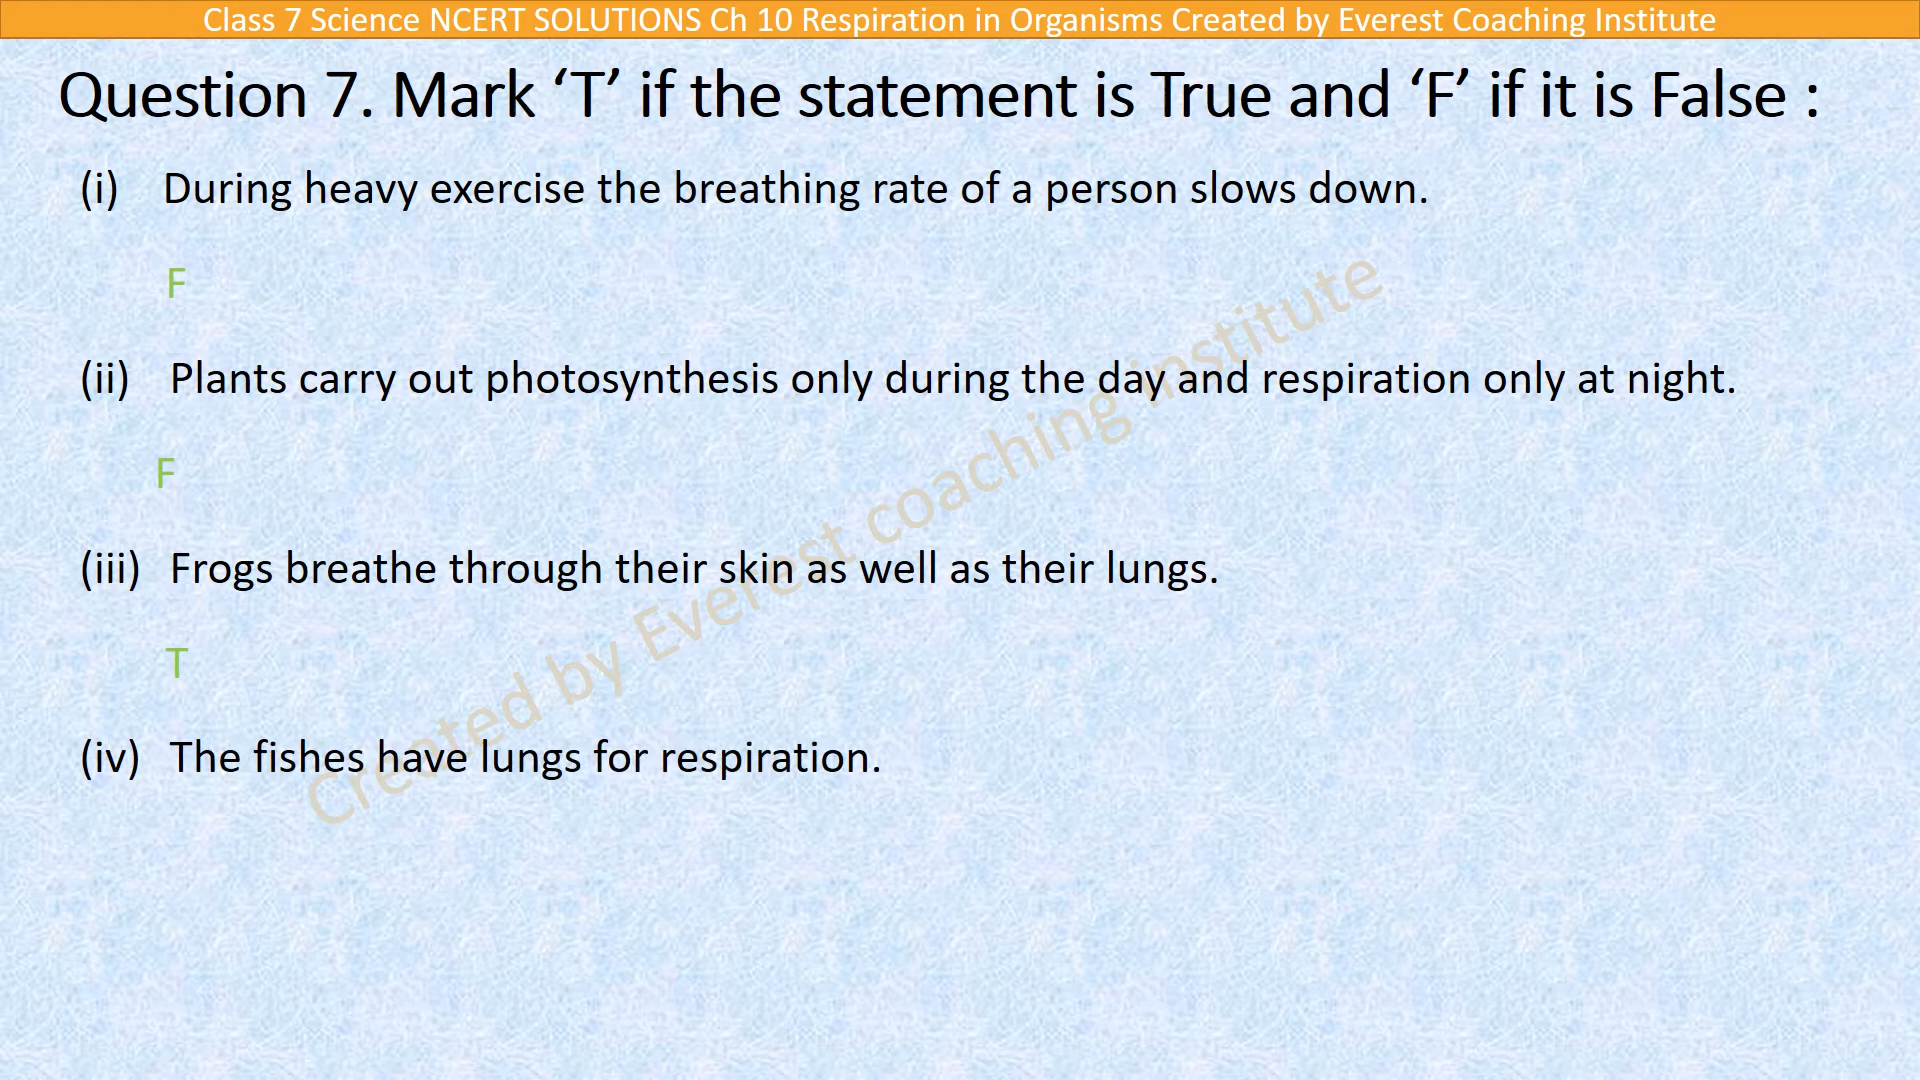 Class 7 Science NCERT SOLUTIONS Ch 10 Respiration in Organisms Created by Everest Coaching Institute
Question 7. Mark ‘T’ if the statement is True and ‘F’ if it is False :
(i) During heavy exercise the breathing rate of a person slows down.
F
(ii) Plants carry out photosynthesis only during the day and respiration only at night.
F
(iii) Frogs breathe through their skin as well as their lungs.
T
(iv) The fishes have lungs for respiration.
Created by Everest coaching institute